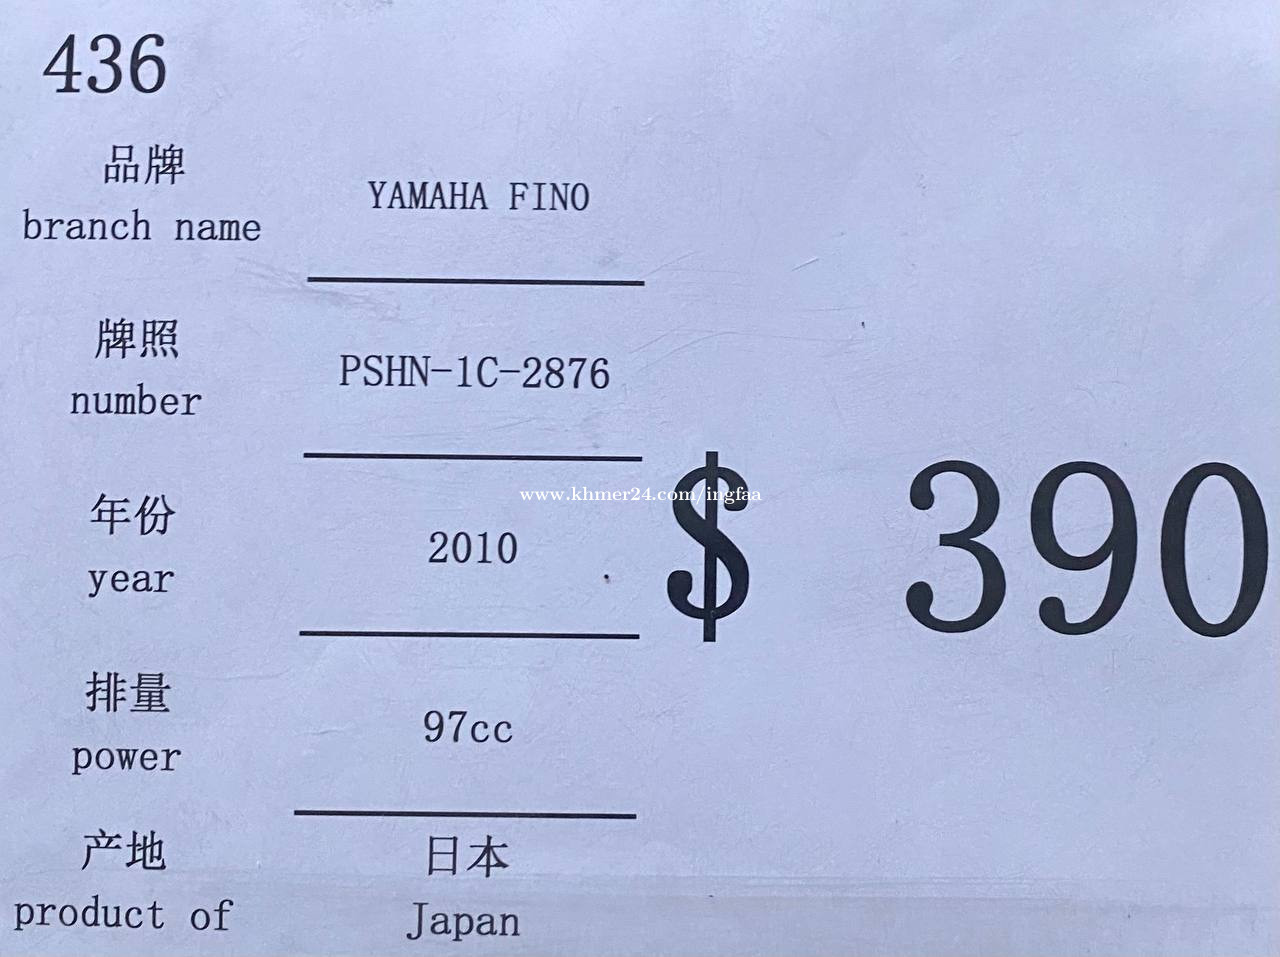 436
品牌
branch name
YAMAHA FINO
牌照
number
PSHN-1C-2876
年份
year
2010
$ 390
www.khmer24.com/ingfaa
排量
power
97cc
产地
product of
日本
Japan